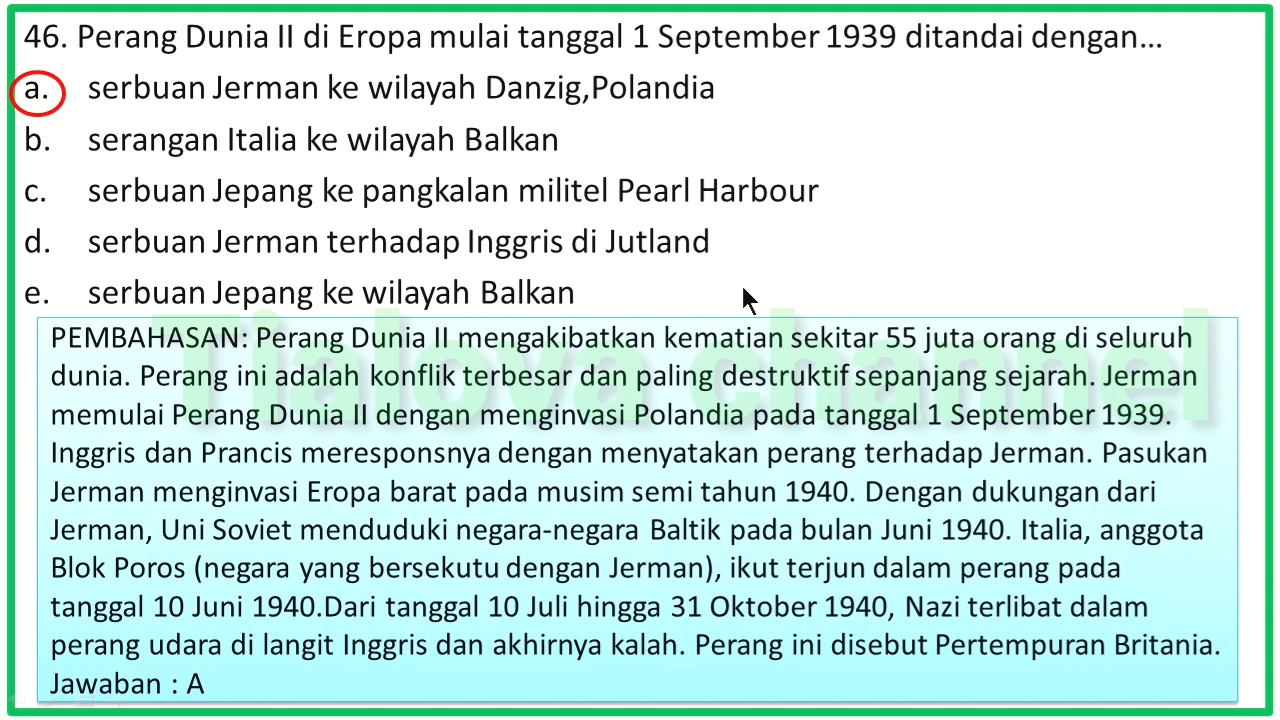 46. Perang Dunia II di Eropa mulai tanggal 1 September 1939 ditandai dengan...
a. serbuan Jerman ke wilayah Danzig,Polandia
b. serangan Italia ke wilayah Balkan
c. serbuan Jepang ke pangkalan militel Pearl Harbour
d. serbuan Jerman terhadap Inggris di Jutland
e. serbuan Jepang ke wilayah Balkan
Tialova channel
PEMBAHASAN: Perang Dunia II mengakibatkan kematian sekitar 55 juta orang di seluruh
dunia. Perang ini adalah konflik terbesar dan paling destruktif sepanjang sejarah. Jerman
memulai Perang Dunia II dengan menginvasi Polandia pada tanggal 1 September 1939.
Inggris dan Prancis meresponsnya dengan menyatakan perang terhadap Jerman. Pasukan
Jerman menginvasi Eropa barat pada musim semi tahun 1940. Dengan dukungan dari
Jerman, Uni Soviet menduduki negara-negara Baltik pada bulan Juni 1940. Italia, anggota
Blok Poros (negara yang bersekutu dengan Jerman), ikut terjun dalam perang pada
tanggal 10 Juni 1940.Dari tanggal 10 Juli hingga 31 Oktober 1940, Nazi terlibat dalam
perang udara di langit Inggris dan akhirnya kalah. Perang ini disebut Pertempuran Britania.
Jawaban : A